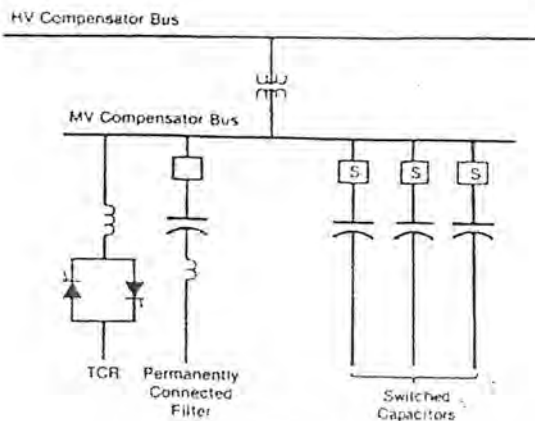 HV Compensator Bus
MV Compensator Bus
S S S
TCR
Permanently
Connected
Filter
Switched
Capacitors